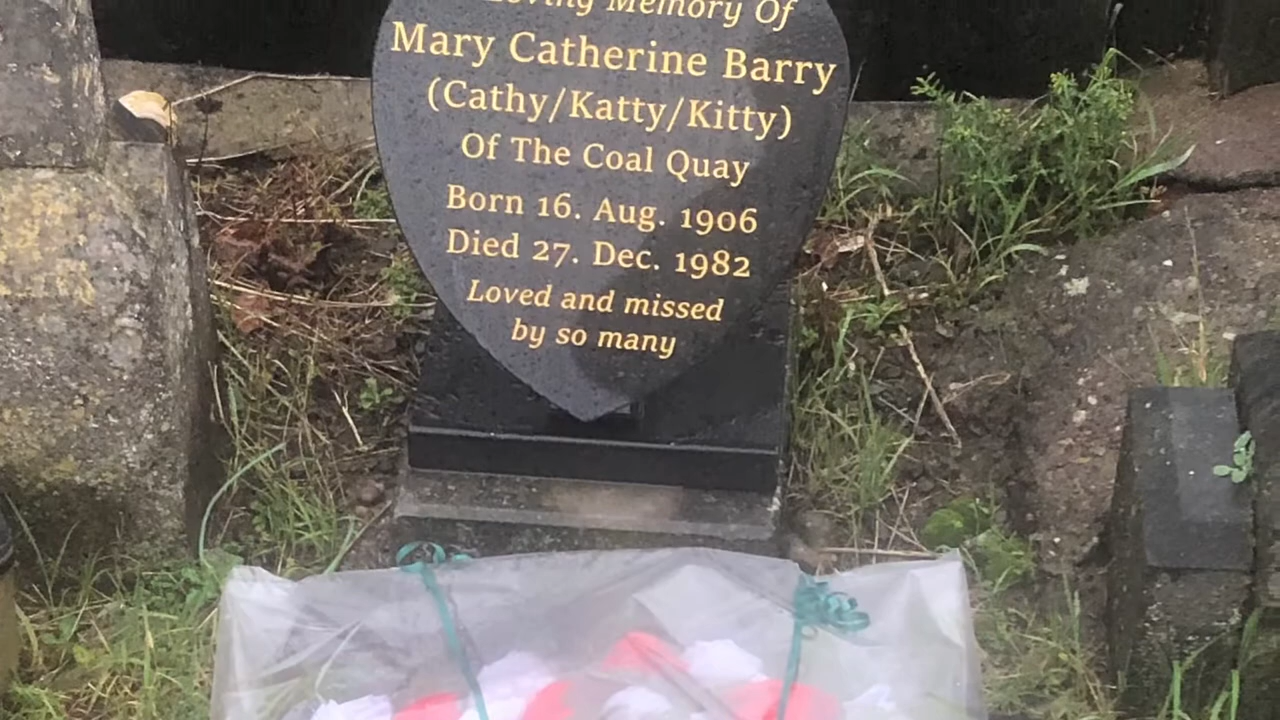 Loving Memory Of
Mary Catherine Barry
(Cathy/Katty/Kitty)
Of The Coal Quay
Born 16. Aug. 1906
Died 27. Dec. 1982
Loved and missed
by so many